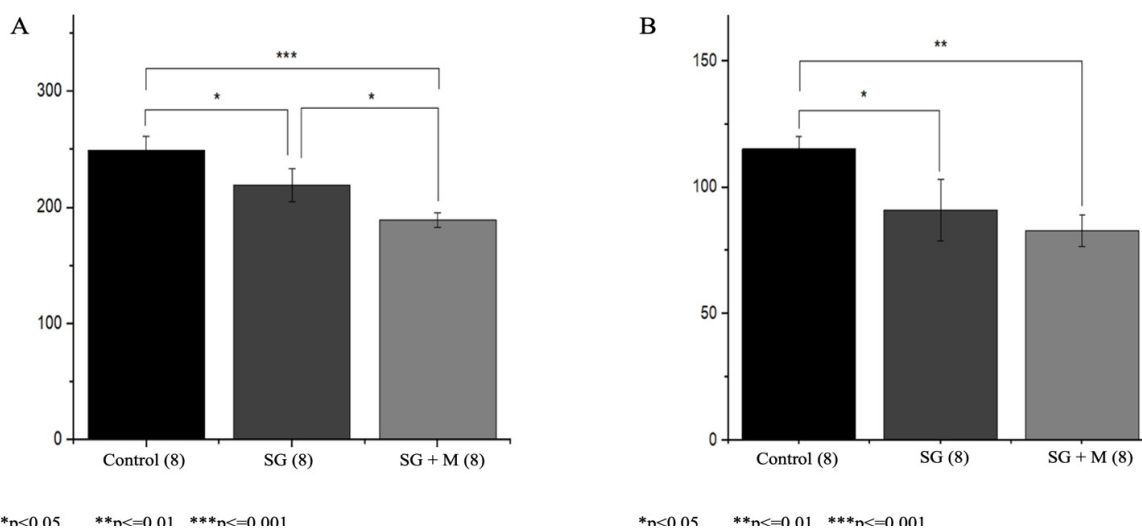 A
B
***
**
*
*
*
300
200
100
0
150
100
50
0
Control (8)
SG (8)
SG + M (8)
Control (8)
SG (8)
SG + M (8)
*p<0.05 **p<=0.01 ***p<=0.001
*p<0.05 **p<=0.01 ***p<=0.001